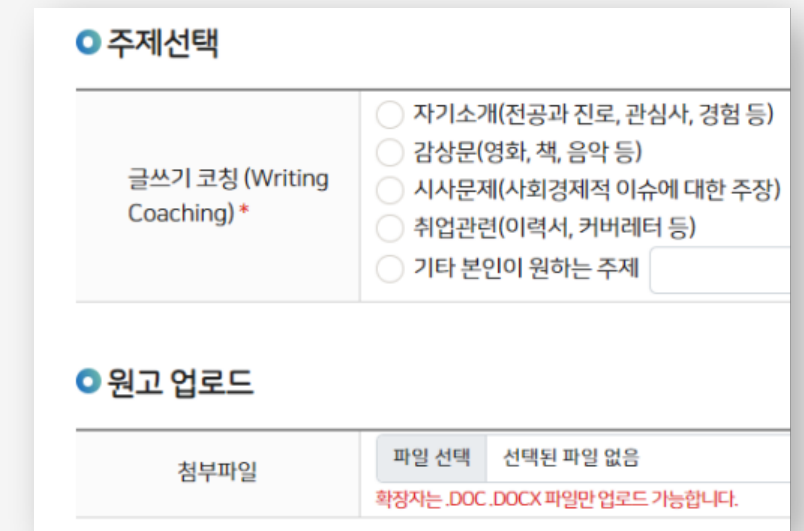 주제선택
글쓰기 코칭 (Writing
Coaching) *
자기소개(전공과 진로, 관심사, 경험 등)
감상문(영화, 책, 음악 등)
시사문제(사회경제적 이슈에 대한 주장)
취업관련(이력서, 커버레터 등)
기타 본인이 원하는 주제
원고 업로드
첨부파일
파일 선택 선택된 파일 없음
확장자는 .DOC .DOCX 파일만 업로드 가능합니다.